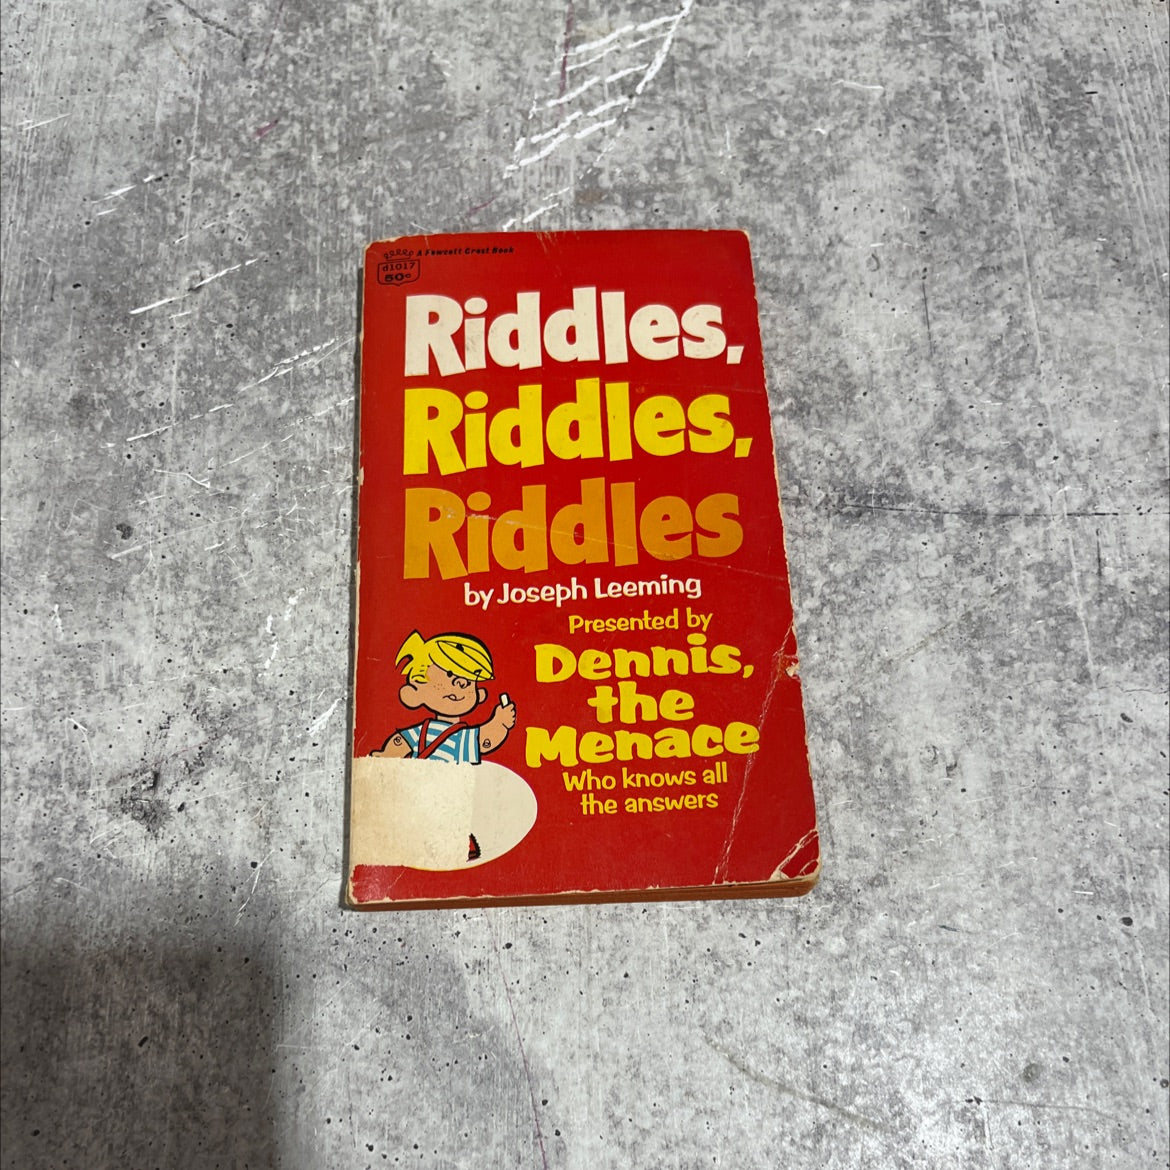 A Fawcett Crest Book
d1017
50¢
Riddles,
Riddles,
Riddles
by Joseph Leeming
Presented by
Dennis,
the
Menace
Who knows all
the answers